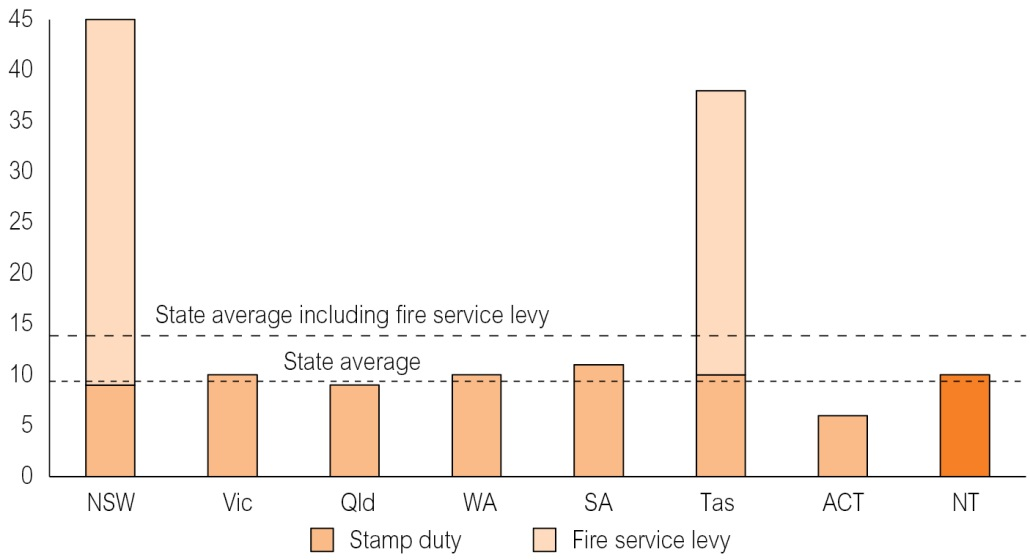 45
40
35
30
25
20
15
10
5
0
State average including fire service levy
State average
NSW Vic Qld WA SA Tas ACT NT
Stamp duty Fire service levy